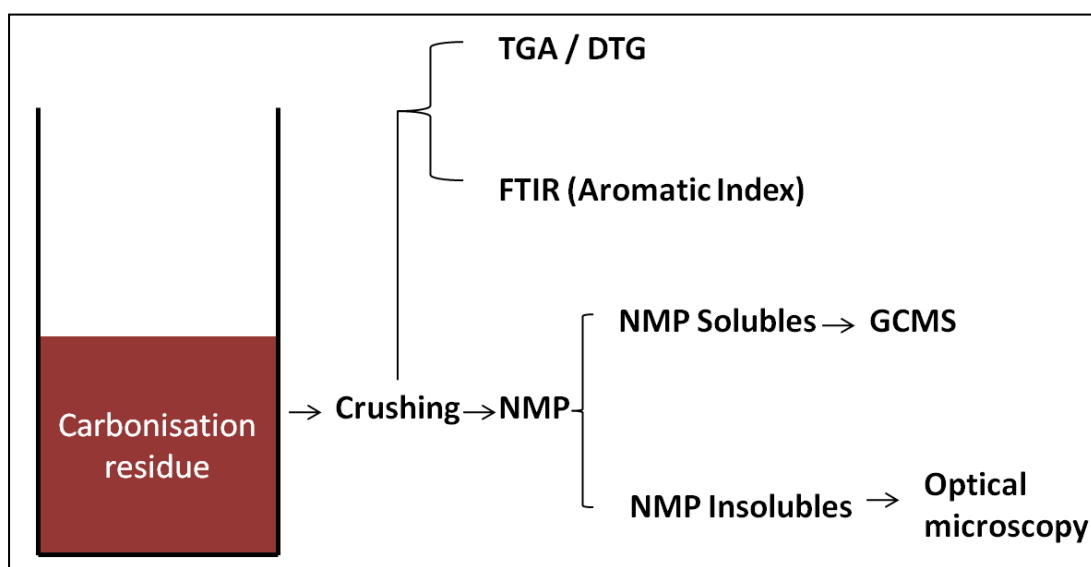 TGA / DTG
FTIR (Aromatic Index)
NMP Solubles → GCMS
Carbonisation
residue
→ Crushing → NMP
NMP Insolubles → Optical
microscopy